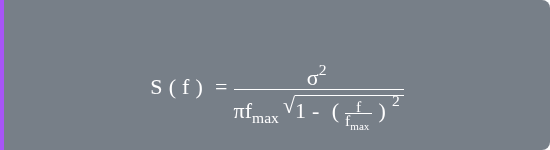 S ( f ) = σ² / πf_max √1 - ( f / f_max )²